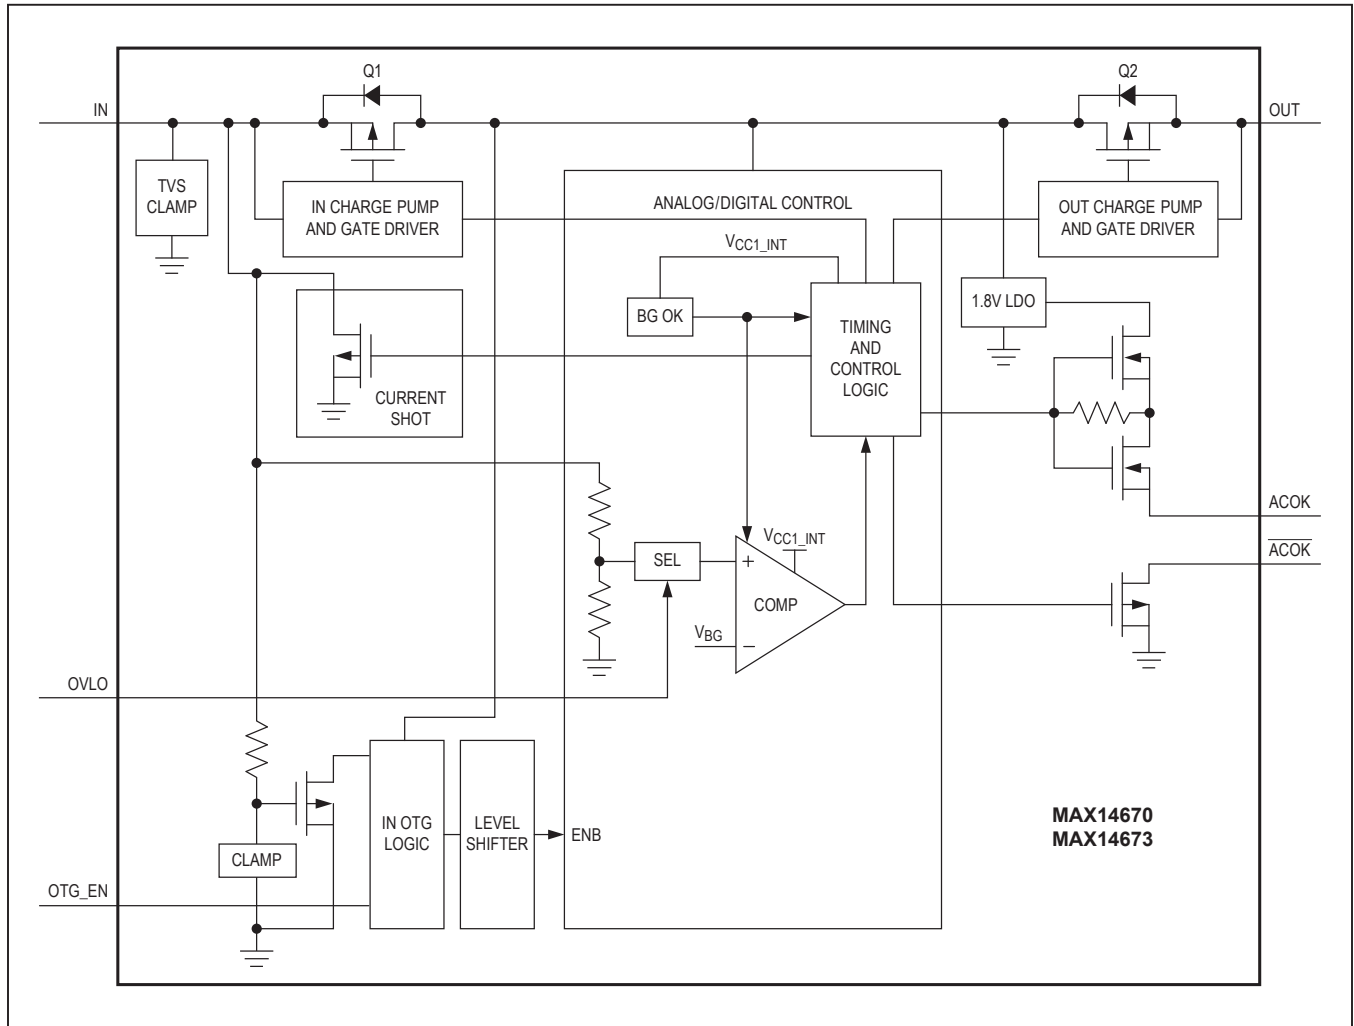 Q1
Q2
IN
OUT
TVS
CLAMP
IN CHARGE PUMP
AND GATE DRIVER
ANALOG/DIGITAL CONTROL
OUT CHARGE PUMP
AND GATE DRIVER
VCC1_INT
BG OK
1.8V LDO
TIMING
AND
CONTROL
LOGIC
CURRENT
SHOT
ACOK
ACOK
VCC1_INT
SEL
+
COMP
VBG
−
OVLO
IN OTG
LOGIC
LEVEL
SHIFTER
ENB
MAX14670
MAX14673
CLAMP
OTG_EN